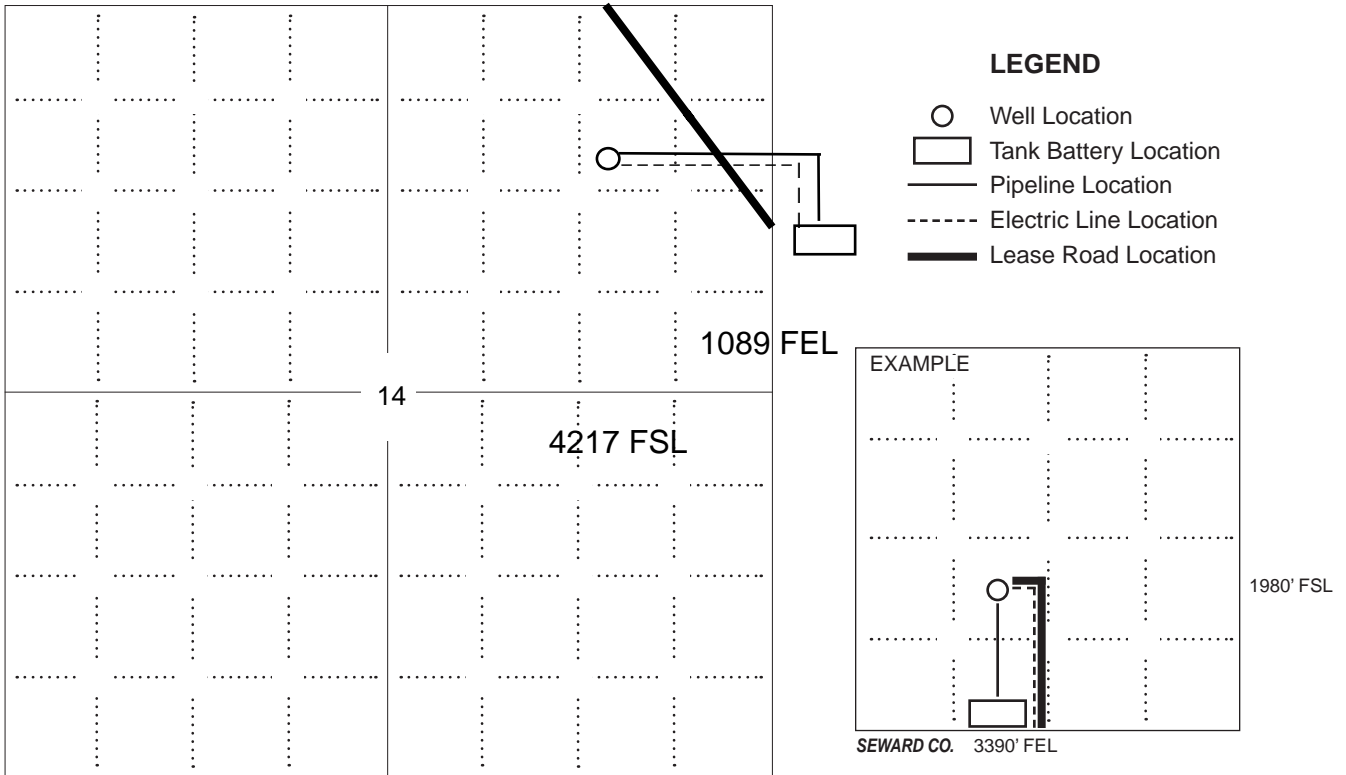 LEGEND
Well Location
Tank Battery Location
Pipeline Location
Electric Line Location
Lease Road Location
1089 FEL
14
4217 FSL
EXAMPLE
1980' FSL
SEWARD CO. 3390' FEL